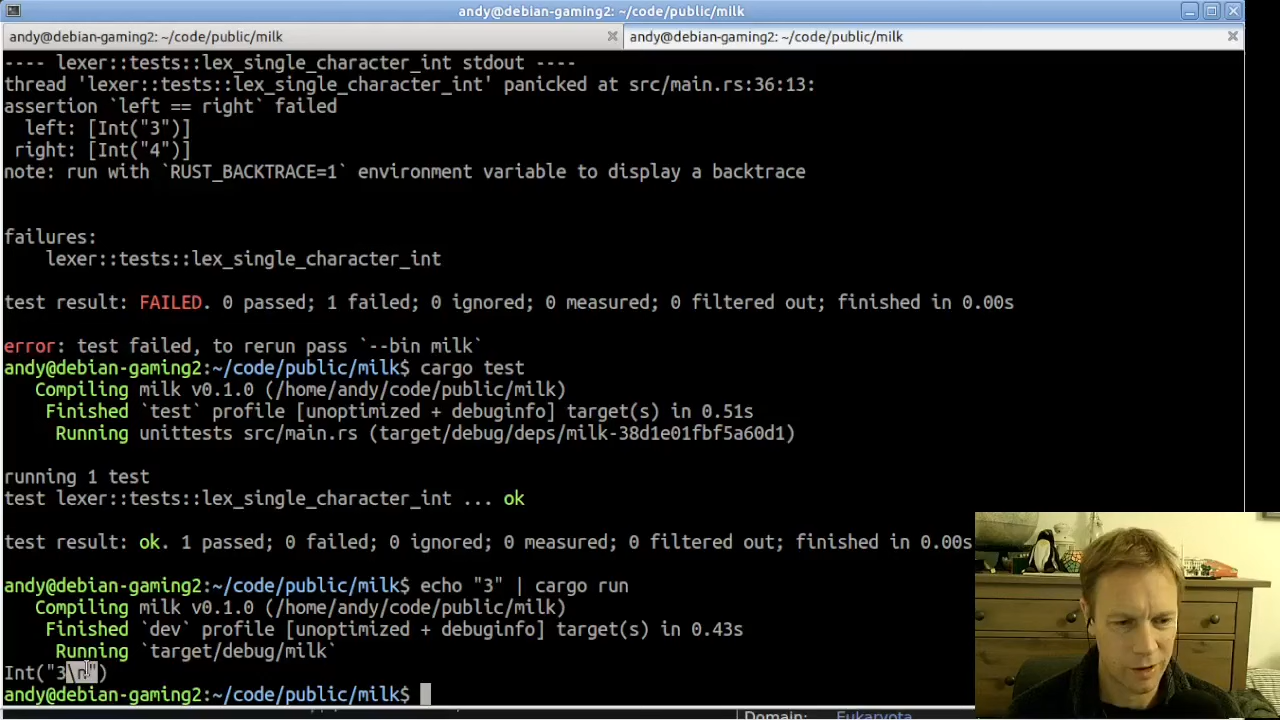 andy@debian-gaming2: ~/code/public/milk
andy@debian-gaming2: ~/code/public/milk
andy@debian-gaming2: ~/code/public/milk
---- lexer::tests::lex_single_character_int stdout ----
thread 'lexer::tests::lex_single_character_int' panicked at src/main.rs:36:13:
assertion `left == right` failed
  left: [Int("3")]
 right: [Int("4")]
note: run with `RUST_BACKTRACE=1` environment variable to display a backtrace
failures:
    lexer::tests::lex_single_character_int
test result: FAILED. 0 passed; 1 failed; 0 ignored; 0 measured; 0 filtered out; finished in 0.00s
error: test failed, to rerun pass `--bin milk`
andy@debian-gaming2:~/code/public/milk$ cargo test
   Compiling milk v0.1.0 (/home/andy/code/public/milk)
    Finished `test` profile [unoptimized + debuginfo] target(s) in 0.51s
     Running unittests src/main.rs (target/debug/deps/milk-38d1e01fbf5a60d1)
running 1 test
test lexer::tests::lex_single_character_int ... ok
test result: ok. 1 passed; 0 failed; 0 ignored; 0 measured; 0 filtered out; finished in 0.00s
andy@debian-gaming2:~/code/public/milk$ echo "3" | cargo run
   Compiling milk v0.1.0 (/home/andy/code/public/milk)
    Finished `dev` profile [unoptimized + debuginfo] target(s) in 0.43s
     Running `target/debug/milk`
Int("3\n")
andy@debian-gaming2:~/code/public/milk$
Domain: Eukaryota